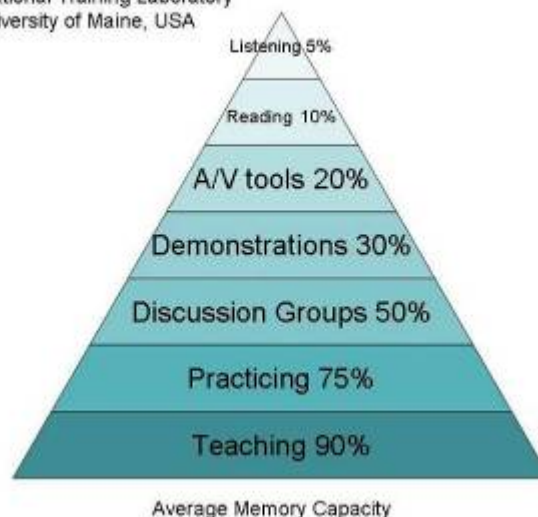 Training Laboratory
University of Maine, USA
Listening 5%
Reading 10%
A/V tools 20%
Demonstrations 30%
Discussion Groups 50%
Practicing 75%
Teaching 90%
Average Memory Capacity